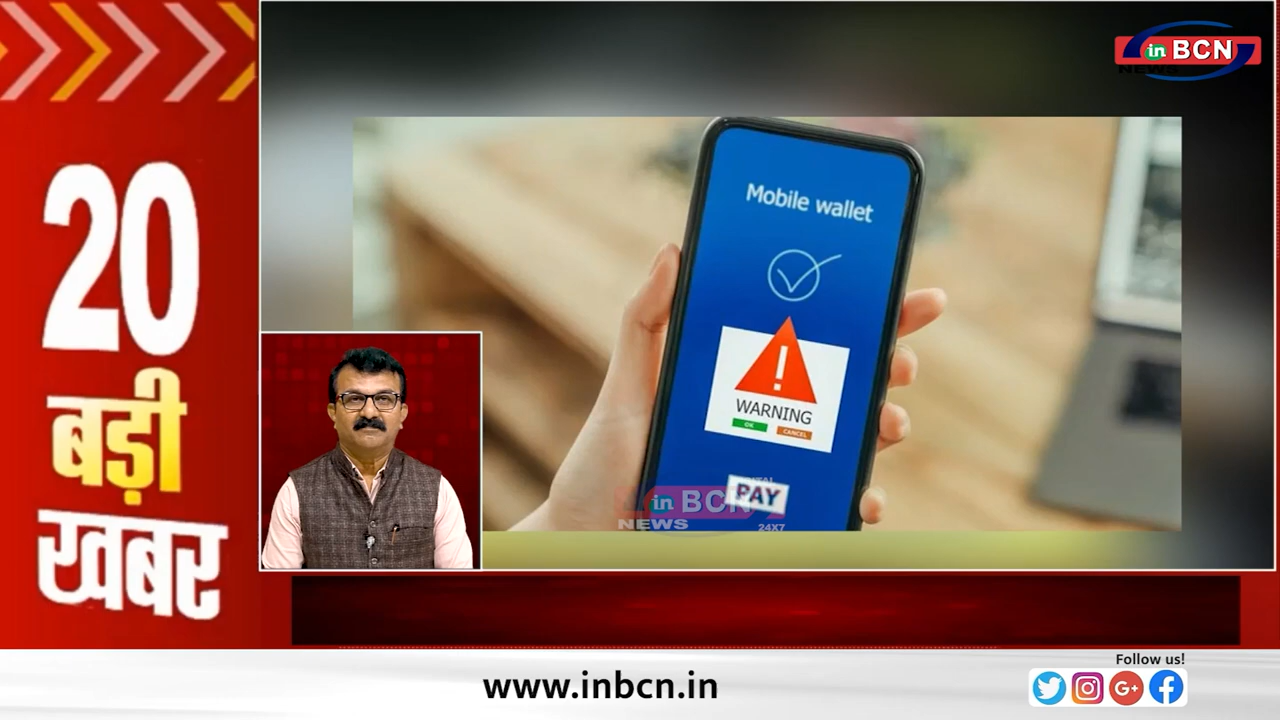 20
बड़ी
खबर
in BCN
NEWS
Mobile wallet
!
WARNING
OK
CANCEL
PAY
in BCN
NEWS
24X7
www.inbcn.in
Follow us!
G+